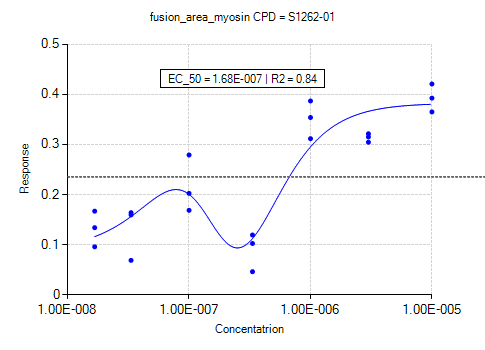 fusion_area_myosin CPD = S1262-01
0.5
EC_50 = 1.68E-007 | R2 = 0.84
0.4
0.3
Response
0.2
0.1
0
1.00E-008 1.00E-007 1.00E-006 1.00E-005
Concentatrion